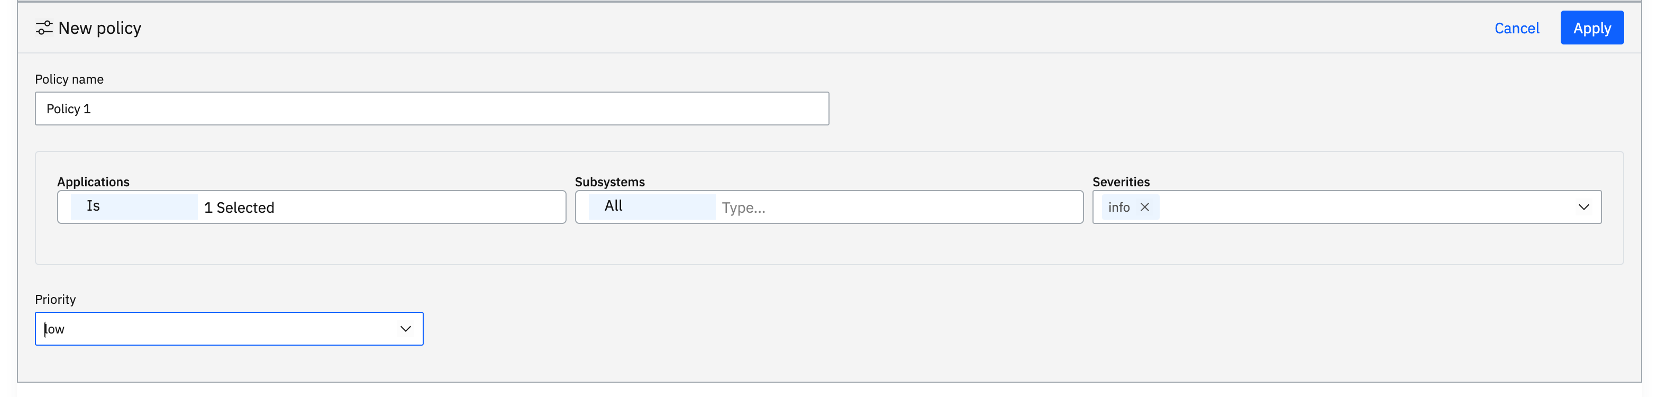 New policy
Cancel Apply
Policy name
Policy 1
Applications Subsystems Severities
Is 1 Selected All Type... info
Priority
low